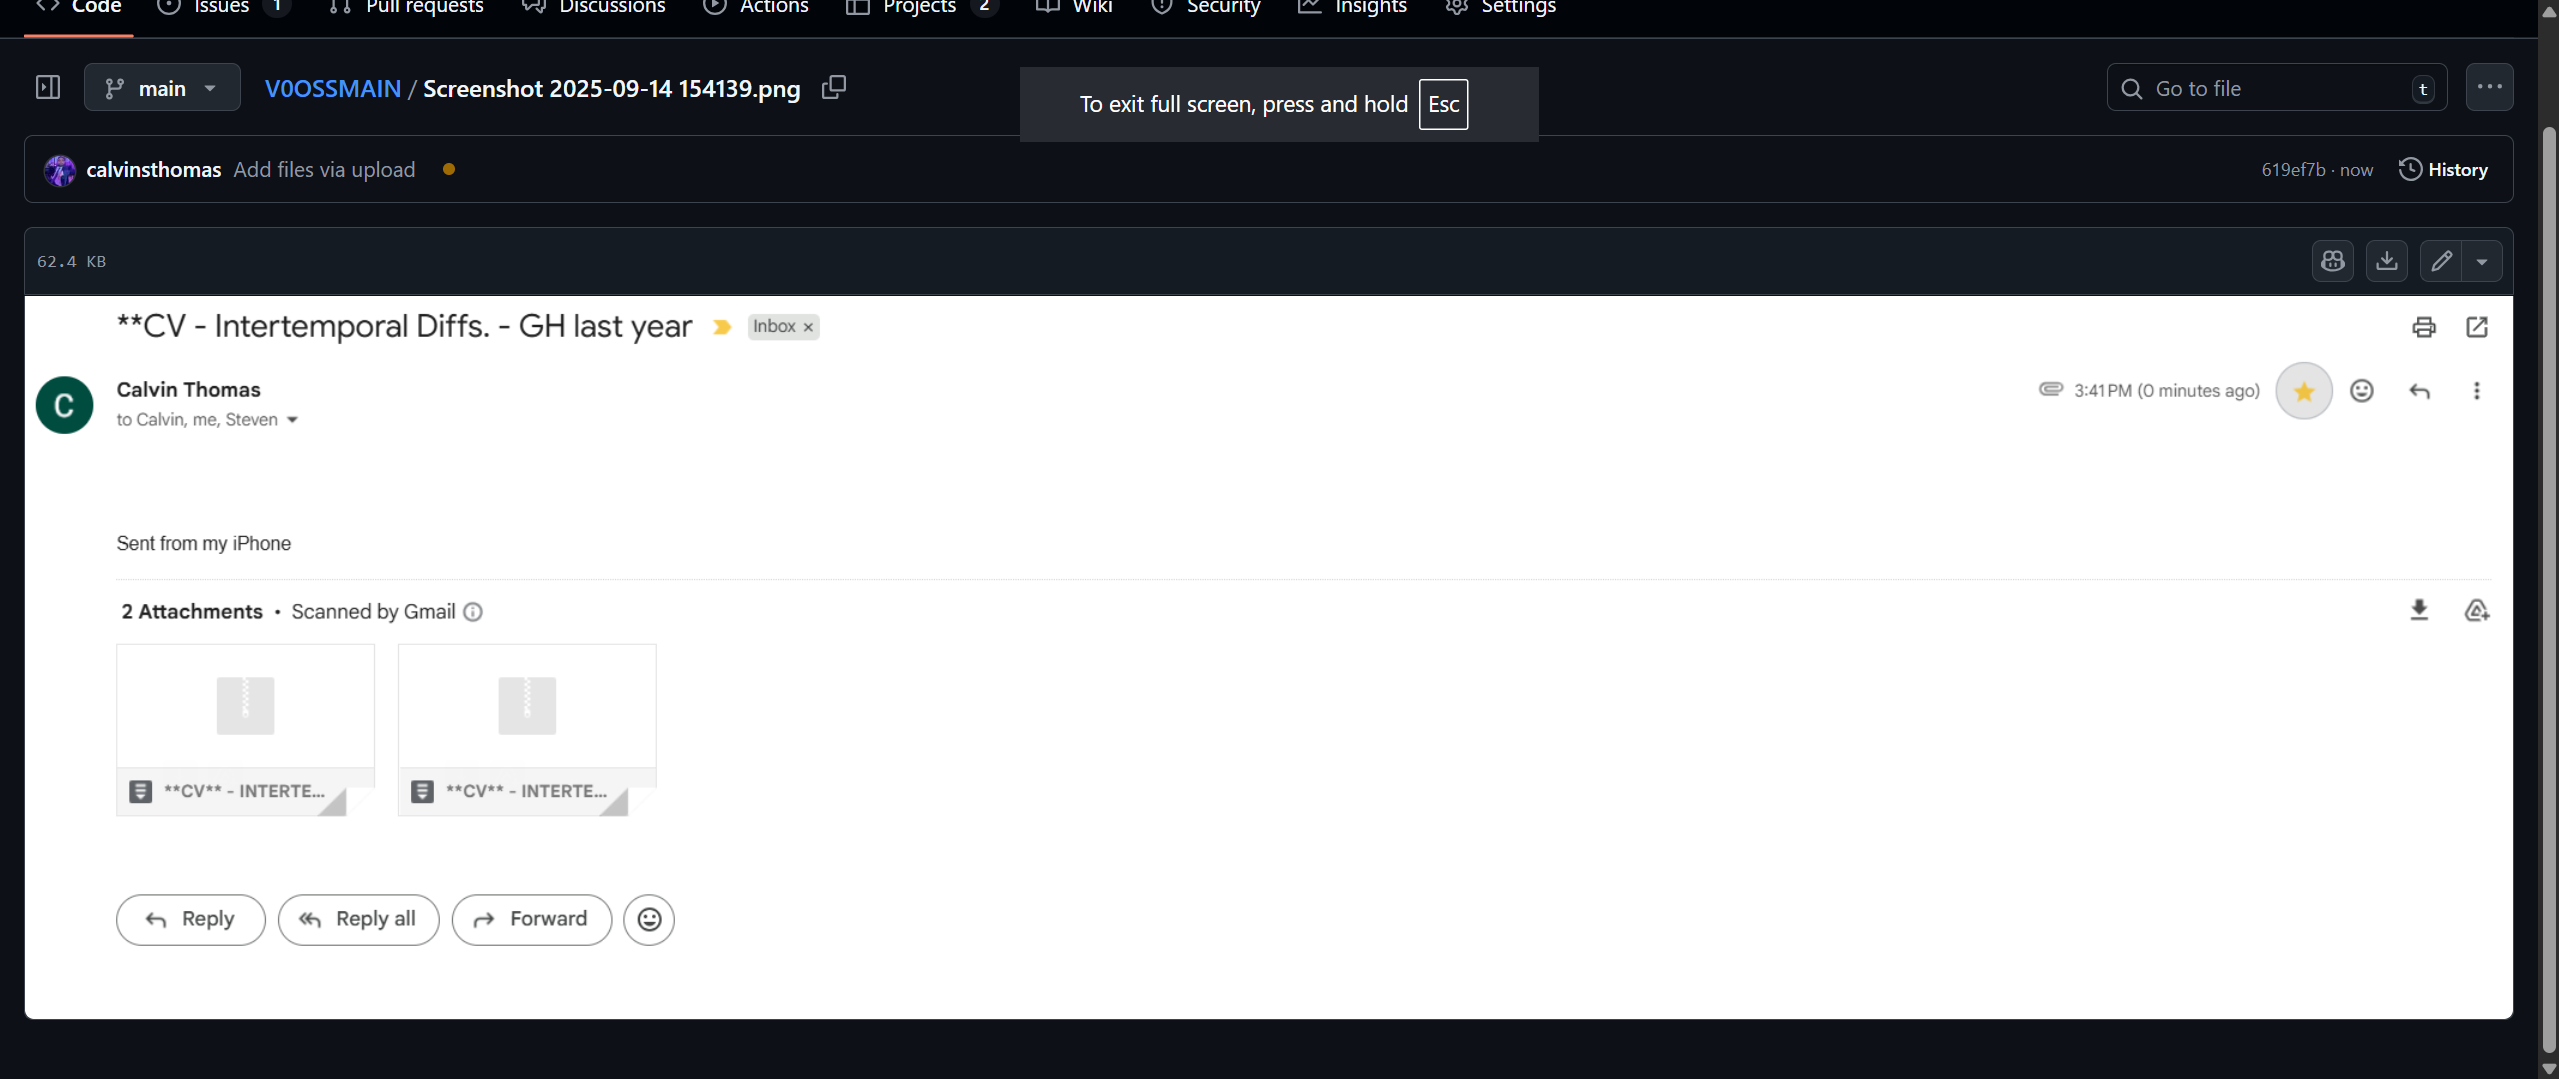 Code Issues 1 Pull requests Discussions Actions Projects 2 Wiki Security Insights Settings
main V0OSSMAIN / Screenshot 2025-09-14 154139.png To exit full screen, press and hold Esc Go to file t
calvinsthomas Add files via upload 619ef7b · now History
62.4 KB
**CV - Intertemporal Diffs. - GH last year Inbox ×
C Calvin Thomas 3:41 PM (0 minutes ago)
to Calvin, me, Steven
Sent from my iPhone
2 Attachments • Scanned by Gmail
**CV** - INTERTE... **CV** - INTERTE...
Reply Reply all Forward